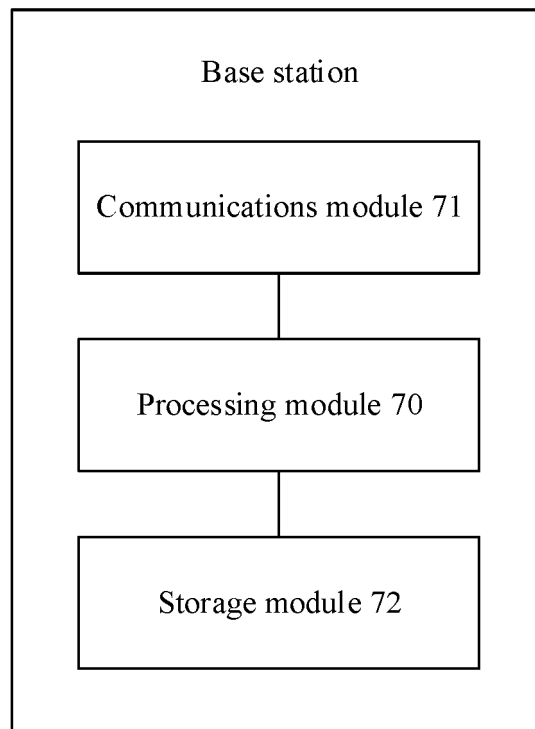 Base station
Communications module 71
Processing module 70
Storage module 72